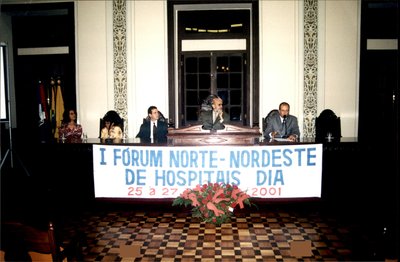 I FÓRUM NORTE-NORDESTE
DE HOSPITAIS DIA
25 à 27 2001